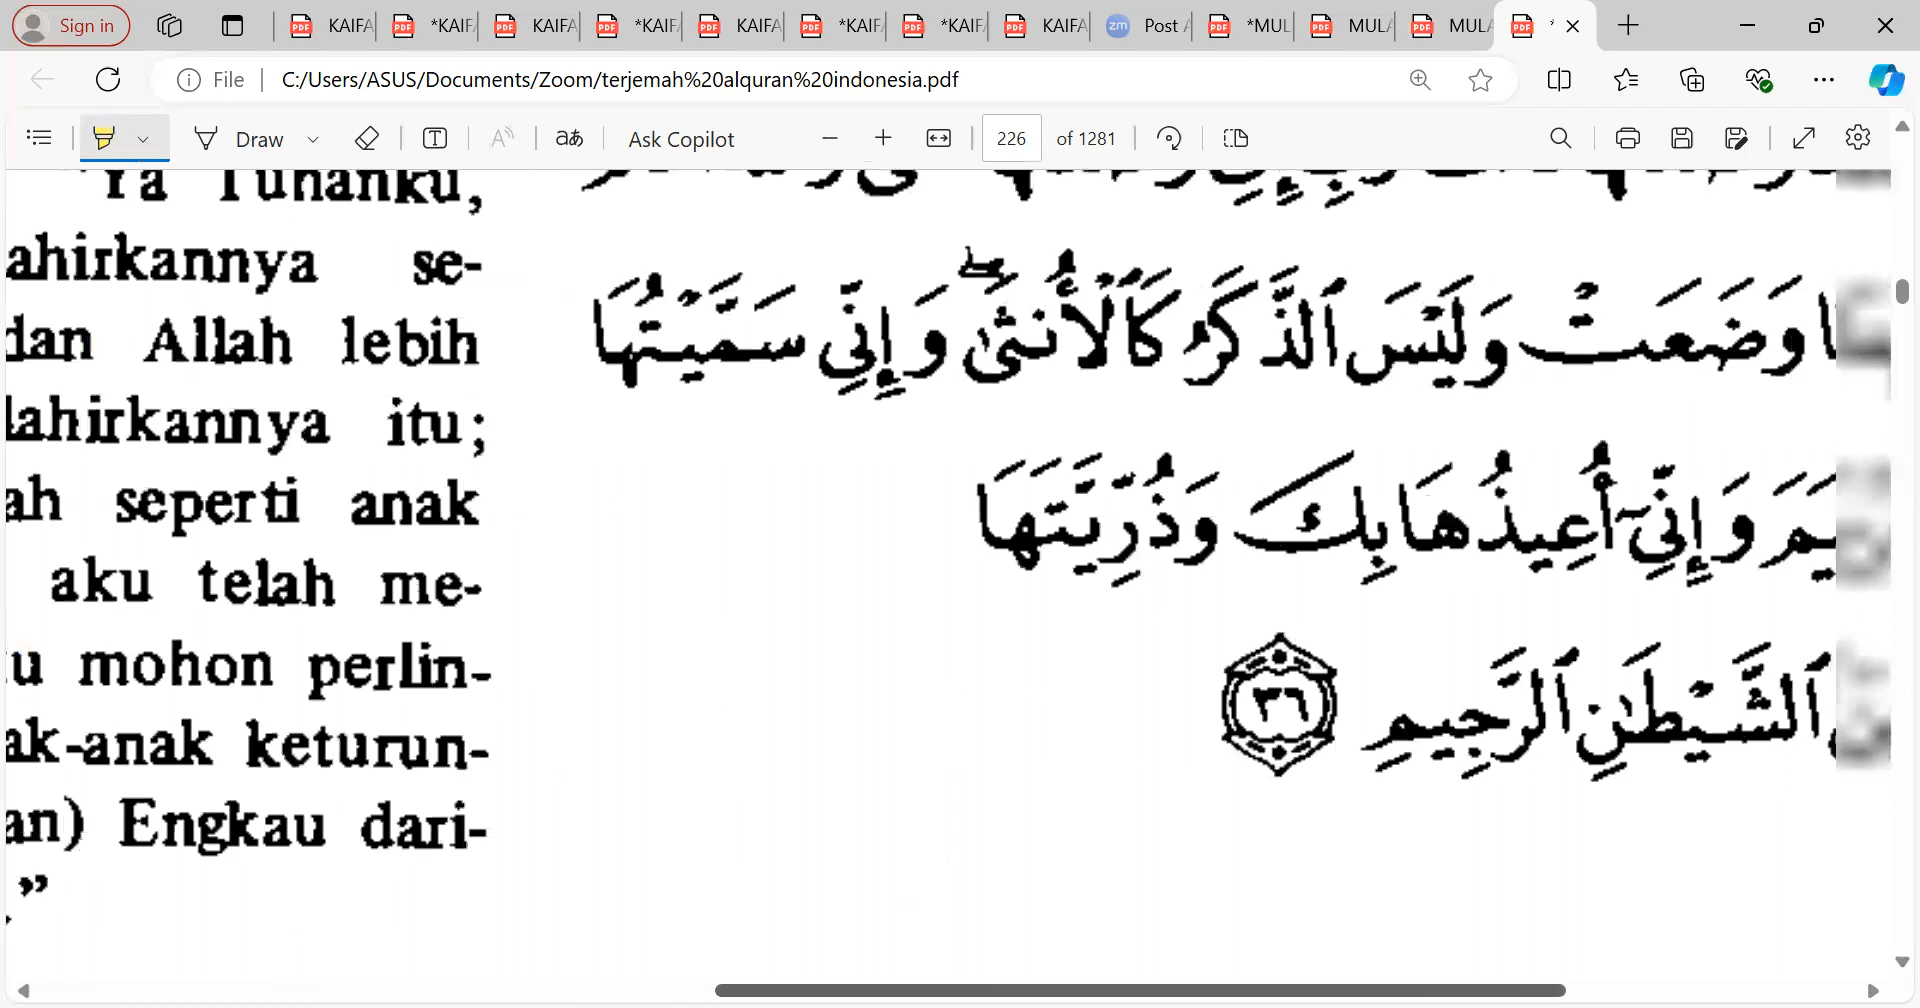 Sign in
KAIFA
*KAIF
KAIFA
*KAIF
KAIFA
*KAIF
*KAIF
KAIFA
Post A
*MUL
MULA
MULA
File
C:/Users/ASUS/Documents/Zoom/terjemah%20alquran%20indonesia.pdf
Draw
Ask Copilot
226 of 1281
"Ya Tuhanku,
ahirkannya se-
dan Allah lebih
lahirkannya itu;
ah seperti anak
aku telah me-
u mohon perlin-
ak-anak keturun-
an) Engkau dari-
."
وَضَعَتْ وَلَيْسَ ٱلذَّكَرُ كَٱلْأُنثَىٰ ۖ وَإِنِّى سَمَّيْتُهَا
يَمَ وَإِنِّىٓ أُعِيذُهَا بِكَ وَذُرِّيَّتَهَا
ٱلشَّيْطَـٰنِ ٱلرَّجِيمِ ٣٦